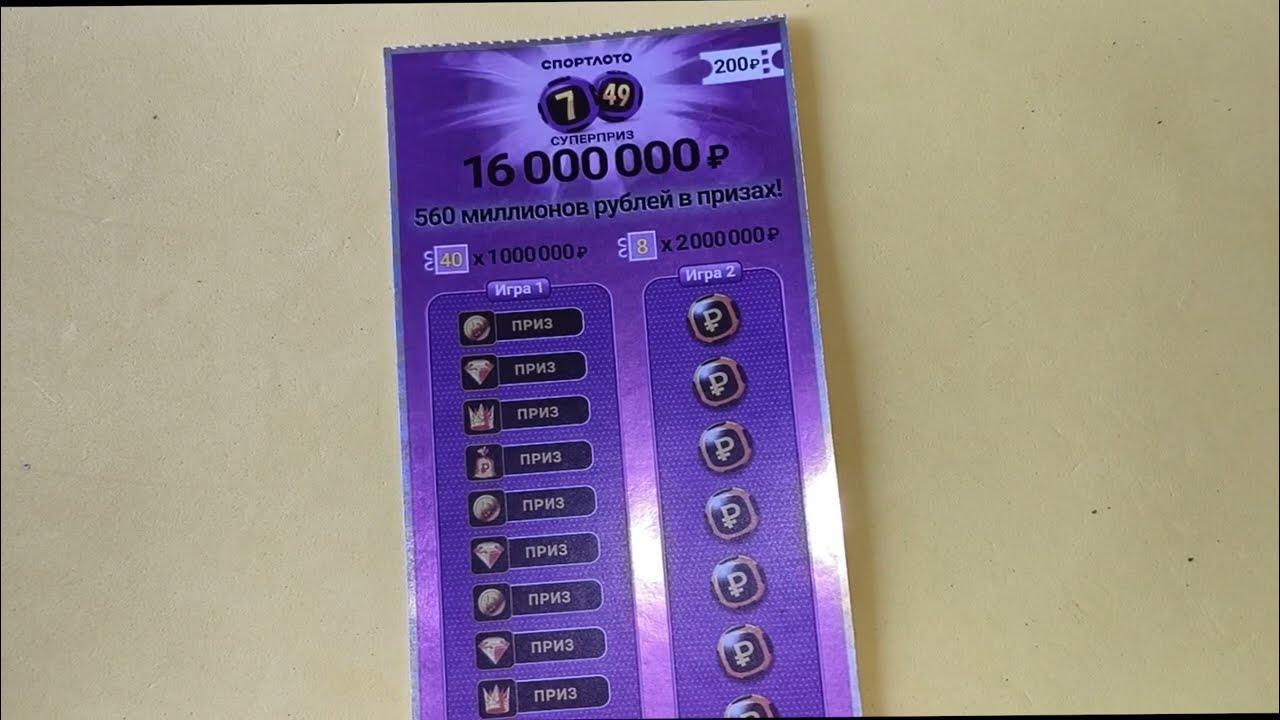 СПОРТЛОТО
200₽
7 49
СУПЕРПРИЗ
16 000 000 ₽
560 миллионов рублей в призах!
40 x 1 000 000 ₽
8 x 2 000 000 ₽
Игра 1
ПРИЗ
ПРИЗ
ПРИЗ
ПРИЗ
ПРИЗ
ПРИЗ
ПРИЗ
ПРИЗ
ПРИЗ
Игра 2
₽
₽
₽
₽
₽
₽
₽